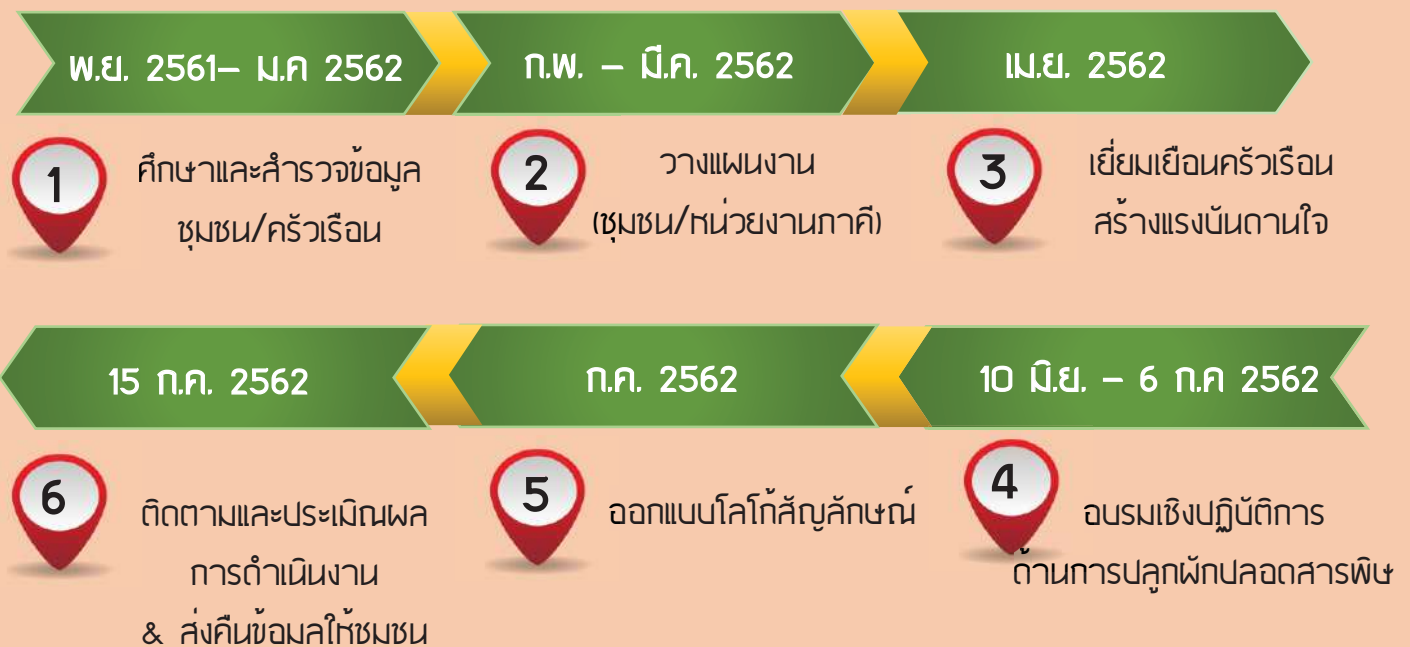 พ.ย. 2561– ม.ค 2562
ก.พ. – มี.ค. 2562
เม.ย. 2562
1
ศึกษาและสำรวจข้อมูล
ชุมชน/ครัวเรือน
2
วางแผนงาน
(ชุมชน/หน่วยงานภาคี)
3
เยี่ยมเยือนครัวเรือน
สร้างแรงบันดานใจ
15 ก.ค. 2562
ก.ค. 2562
10 มิ.ย. – 6 ก.ค 2562
6
ติดตามและประเมิณผล
การดำเนินงาน
& ส่งคืนข้อมูลให้ชุมชน
5
ออกแบบโลโก้สัญลักษณ์
4
อบรมเชิงปฏิบัติการ
ด้านการปลูกผักปลอดสารพิษ